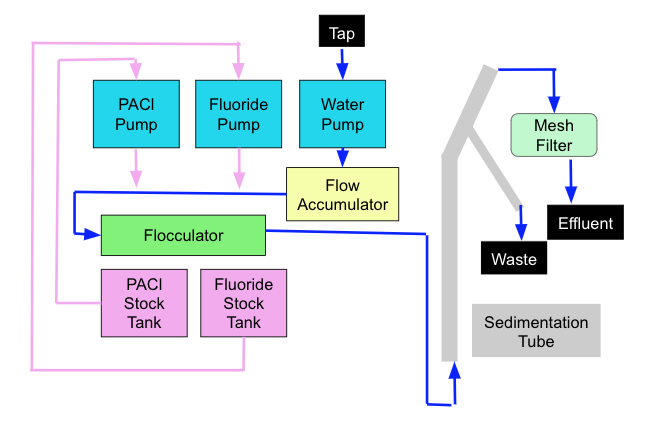 Tap
PACl
Pump
Fluoride
Pump
Water
Pump
Mesh
Filter
Flow
Accumulator
Effluent
Flocculator
Waste
PACl
Stock
Tank
Fluoride
Stock
Tank
Sedimentation
Tube